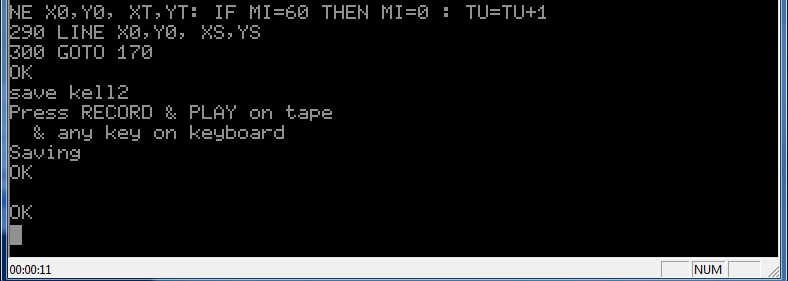 NE X0,Y0, XT,YT: IF MI=60 THEN MI=0 : TU=TU+1
290 LINE X0,Y0, XS,YS
300 GOTO 170
OK
save kell2
Press RECORD & PLAY on tape
  & any key on keyboard
Saving
OK
OK
00:00:11
NUM